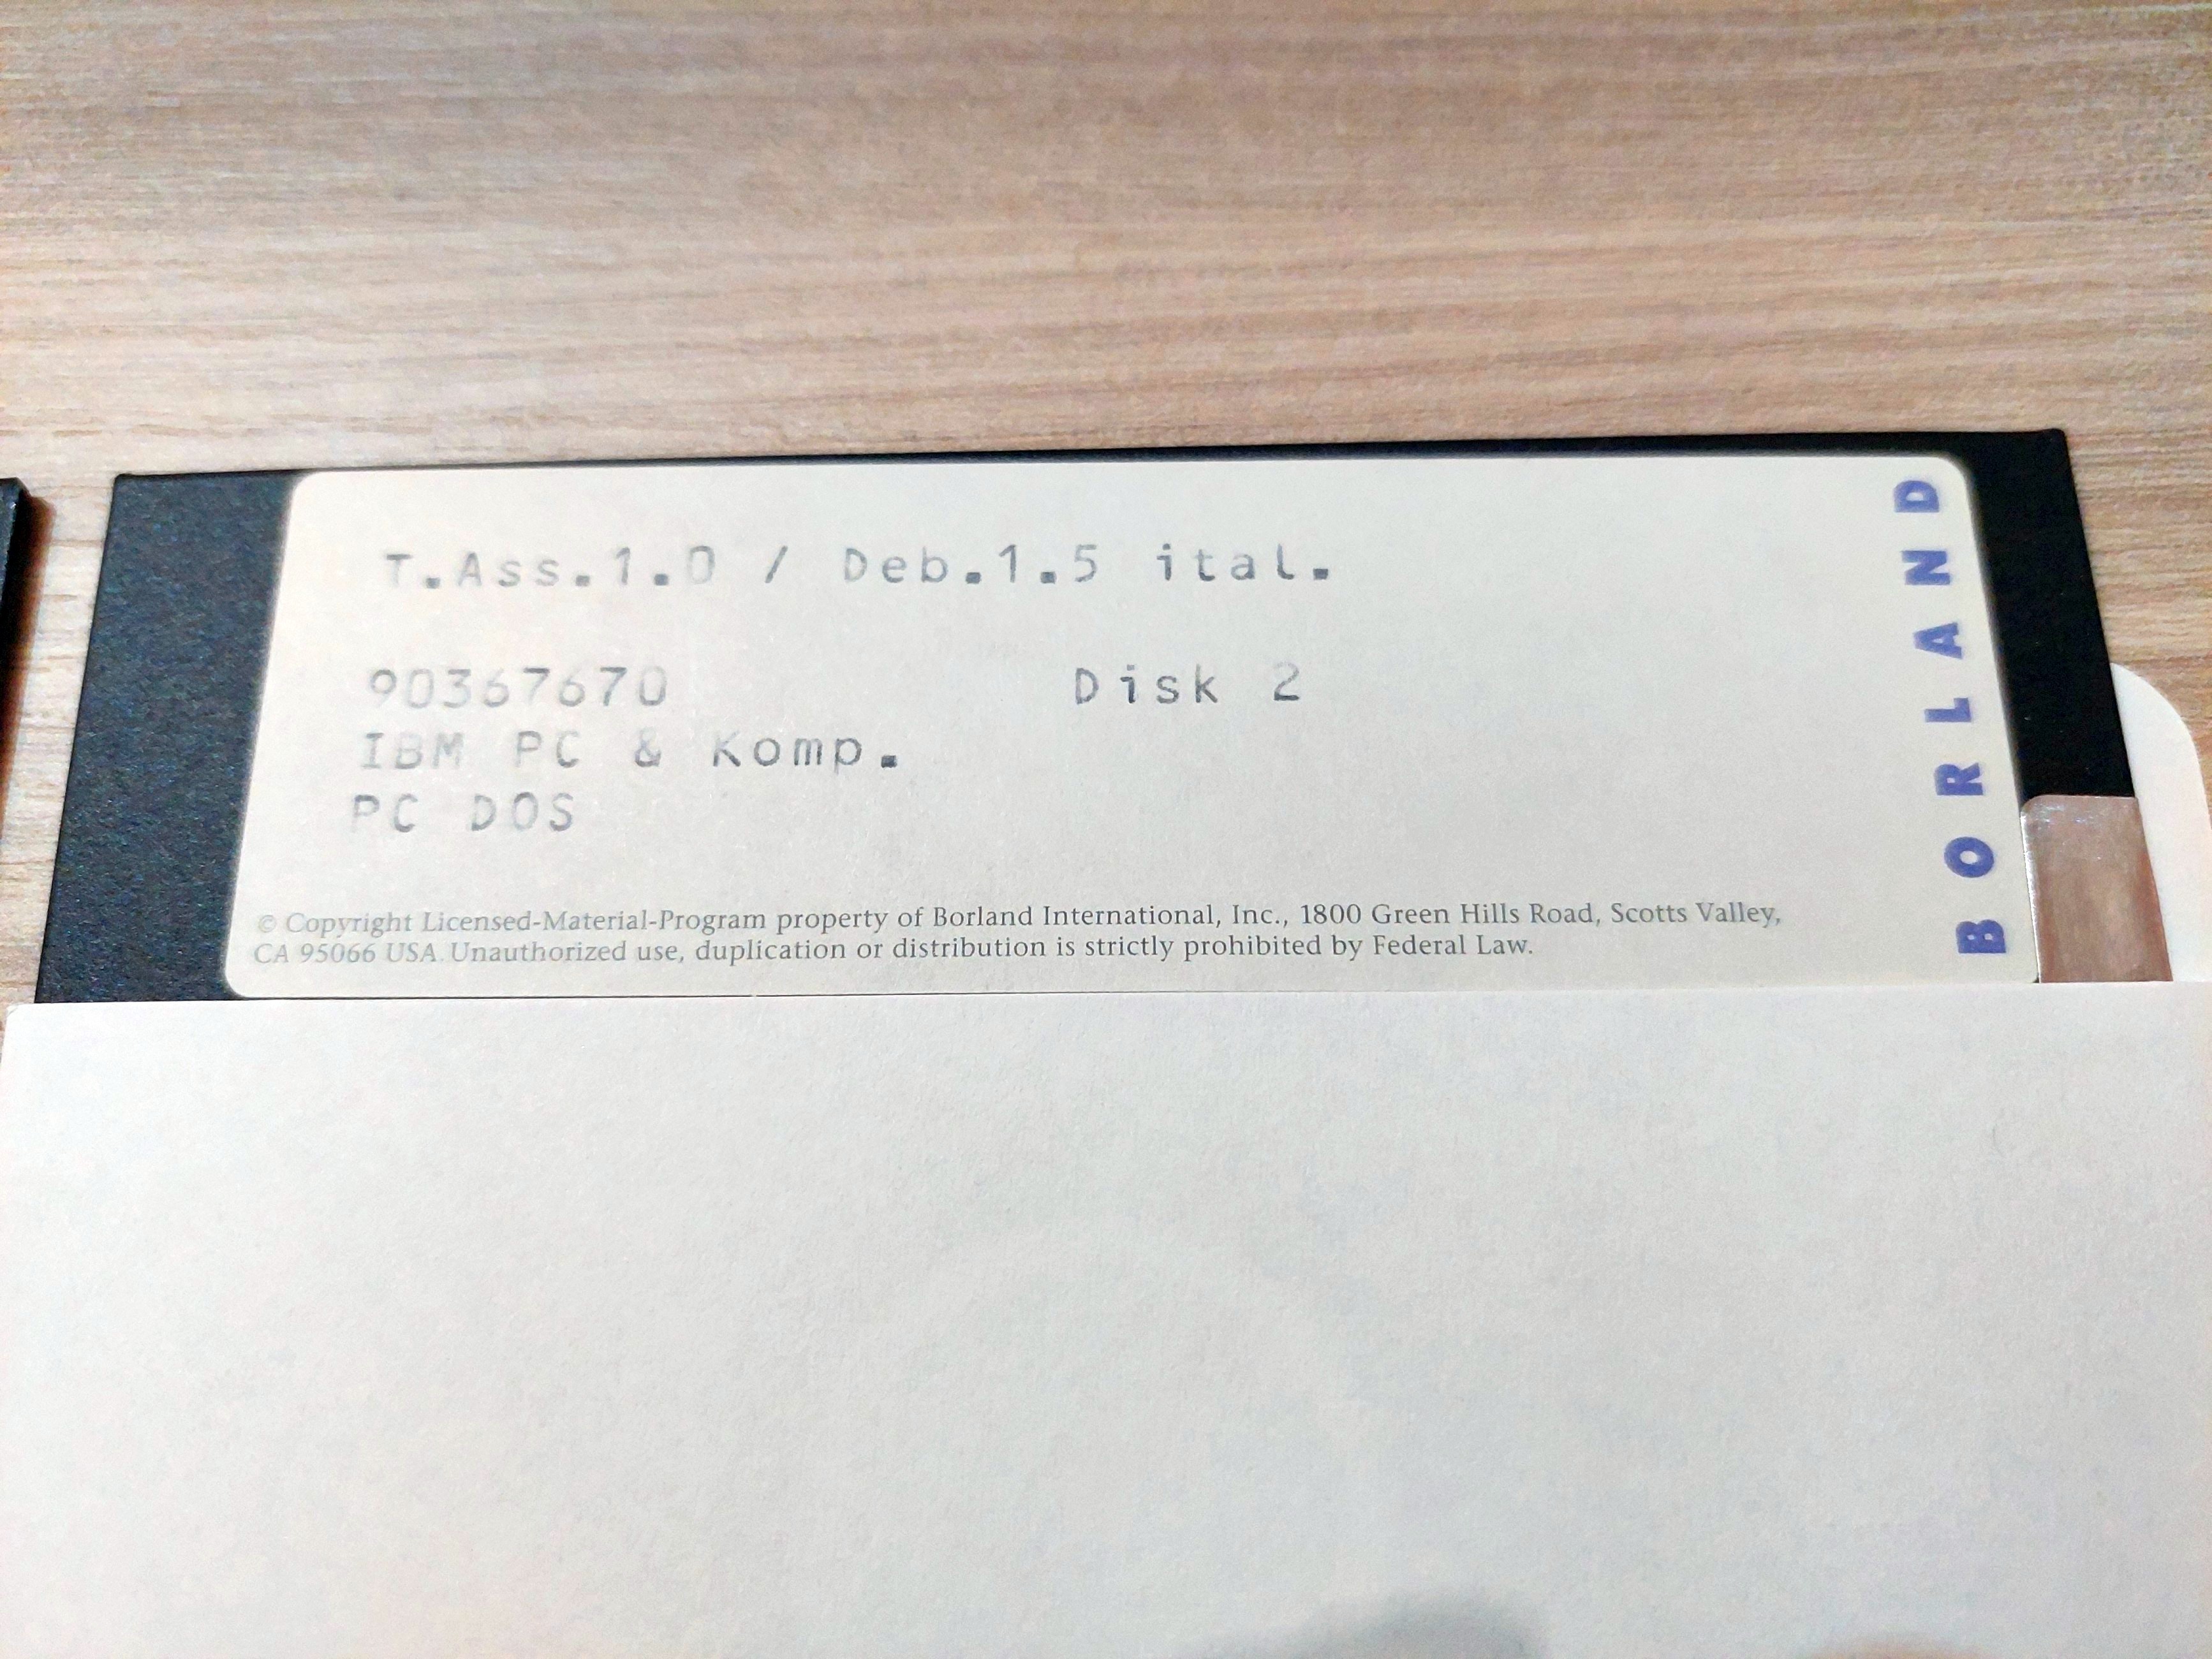 T.Ass.1.0 / Deb.1.5 ital.
90367670 Disk 2
IBM PC & Komp.
PC DOS
© Copyright Licensed-Material-Program property of Borland International, Inc., 1800 Green Hills Road, Scotts Valley,
CA 95066 USA. Unauthorized use, duplication or distribution is strictly prohibited by Federal Law.
BORLAND